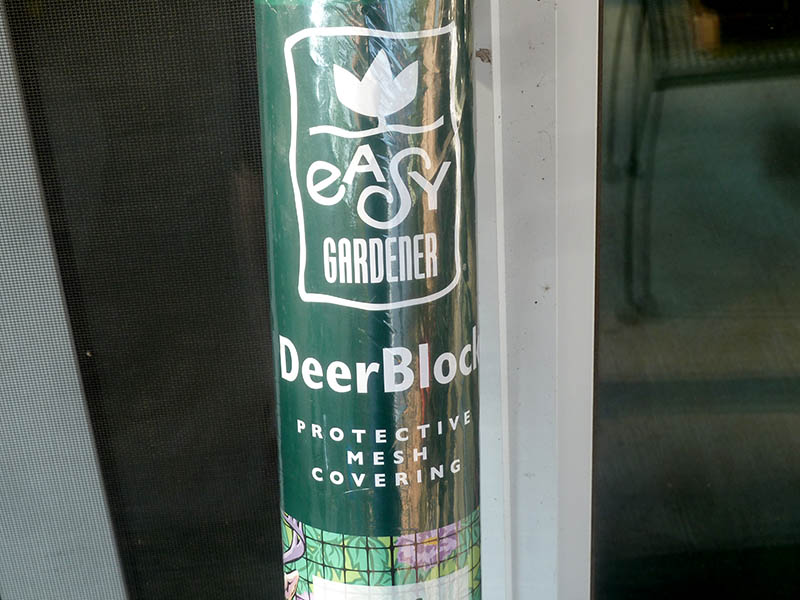 eASy
GARDENER
DeerBlock
PROTECTIVE
MESH
COVERING